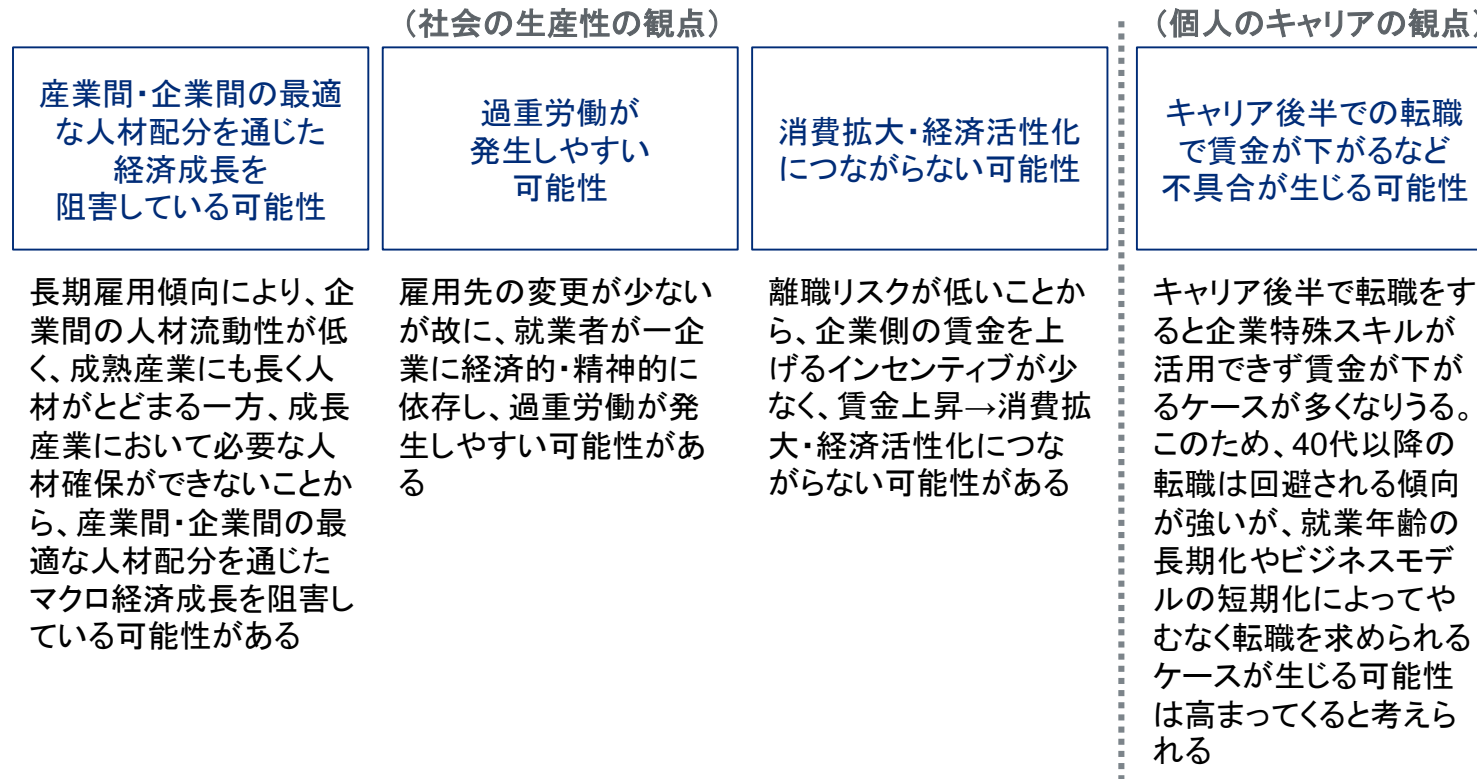 （社会の生産性の観点）
産業間・企業間の最適
な人材配分を通じた
経済成長を
阻害している可能性
長期雇用傾向により、企
業間の人材流動性が低
く、成熟産業にも長く人
材がとどまる一方、成長
産業において必要な人
材確保ができないことか
ら、産業間・企業間の最
適な人材配分を通じた
マクロ経済成長を阻害し
ている可能性がある
過重労働が
発生しやすい
可能性
雇用先の変更が少ない
が故に、就業者が一企
業に経済的・精神的に
依存し、過重労働が発
生しやすい可能性があ
る
消費拡大・経済活性化
につながらない可能性
離職リスクが低いことか
ら、企業側の賃金を上
げるインセンティブが少
なく、賃金上昇→消費拡
大・経済活性化につな
がらない可能性がある
（個人のキャリアの観点）
キャリア後半での転職
で賃金が下がるなど
不具合が生じる可能性
キャリア後半で転職をす
ると企業特殊スキルが
活用できず賃金が下が
るケースが多くなりうる。
このため、40代以降の
転職は回避される傾向
が強いが、就業年齢の
長期化やビジネスモデ
ルの短期化によってや
むなく転職を求められる
ケースが生じる可能性
は高まってくると考えら
れる